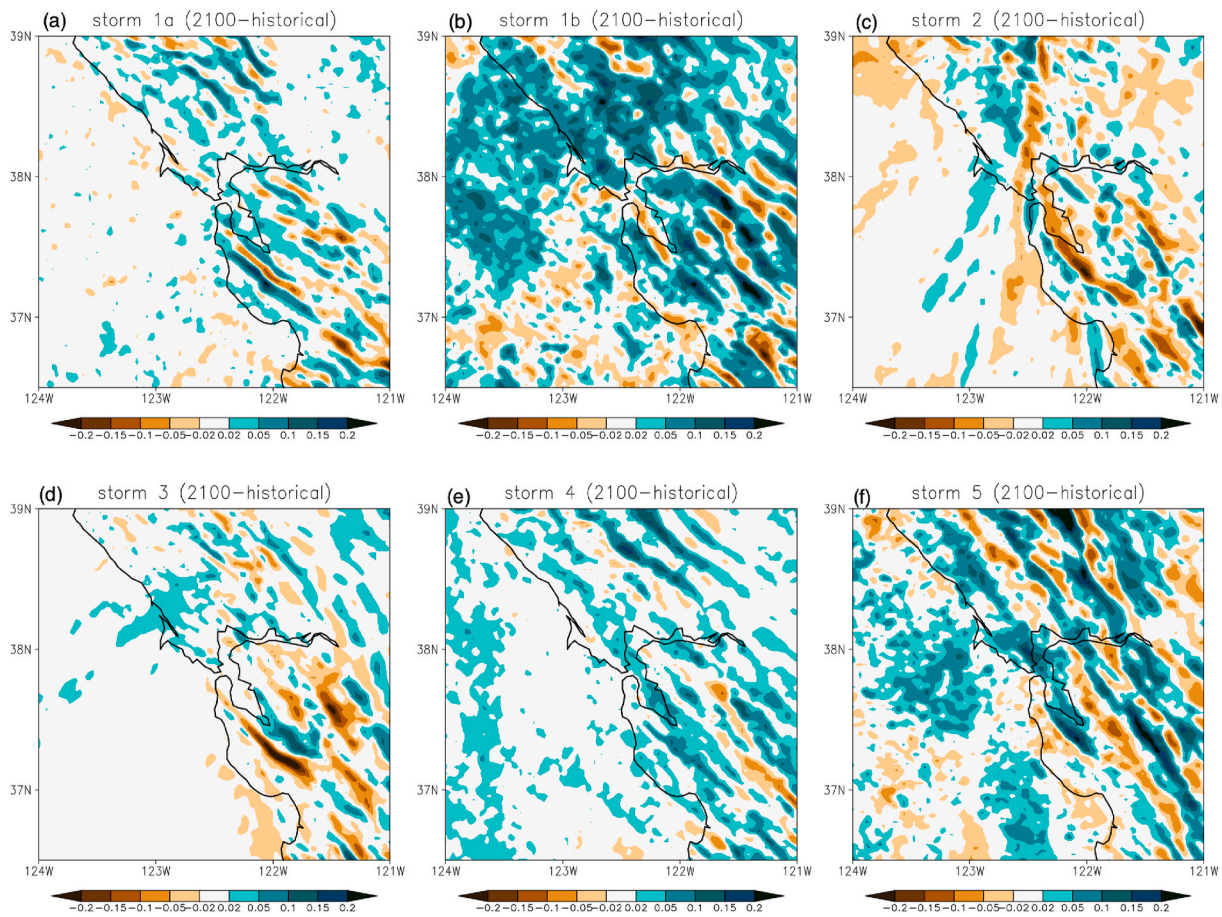 (a) storm 1a (2100−historical)
39N
38N
37N
124W 123W 122W 121W
−0.2 −0.15 −0.1 −0.05 −0.02 0.02 0.05 0.1 0.15 0.2
(b) storm 1b (2100−historical)
39N
38N
37N
124W 123W 122W 121W
−0.2 −0.15 −0.1 −0.05 −0.02 0.02 0.05 0.1 0.15 0.2
(c) storm 2 (2100−historical)
39N
38N
37N
124W 123W 122W 121W
−0.2 −0.15 −0.1 −0.05 −0.02 0.02 0.05 0.1 0.15 0.2
(d) storm 3 (2100−historical)
39N
38N
37N
124W 123W 122W 121W
−0.2 −0.15 −0.1 −0.05 −0.02 0.02 0.05 0.1 0.15 0.2
(e) storm 4 (2100−historical)
39N
38N
37N
124W 123W 122W 121W
−0.2 −0.15 −0.1 −0.05 −0.02 0.02 0.05 0.1 0.15 0.2
(f) storm 5 (2100−historical)
39N
38N
37N
124W 123W 122W 121W
−0.2 −0.15 −0.1 −0.05 −0.02 0.02 0.05 0.1 0.15 0.2